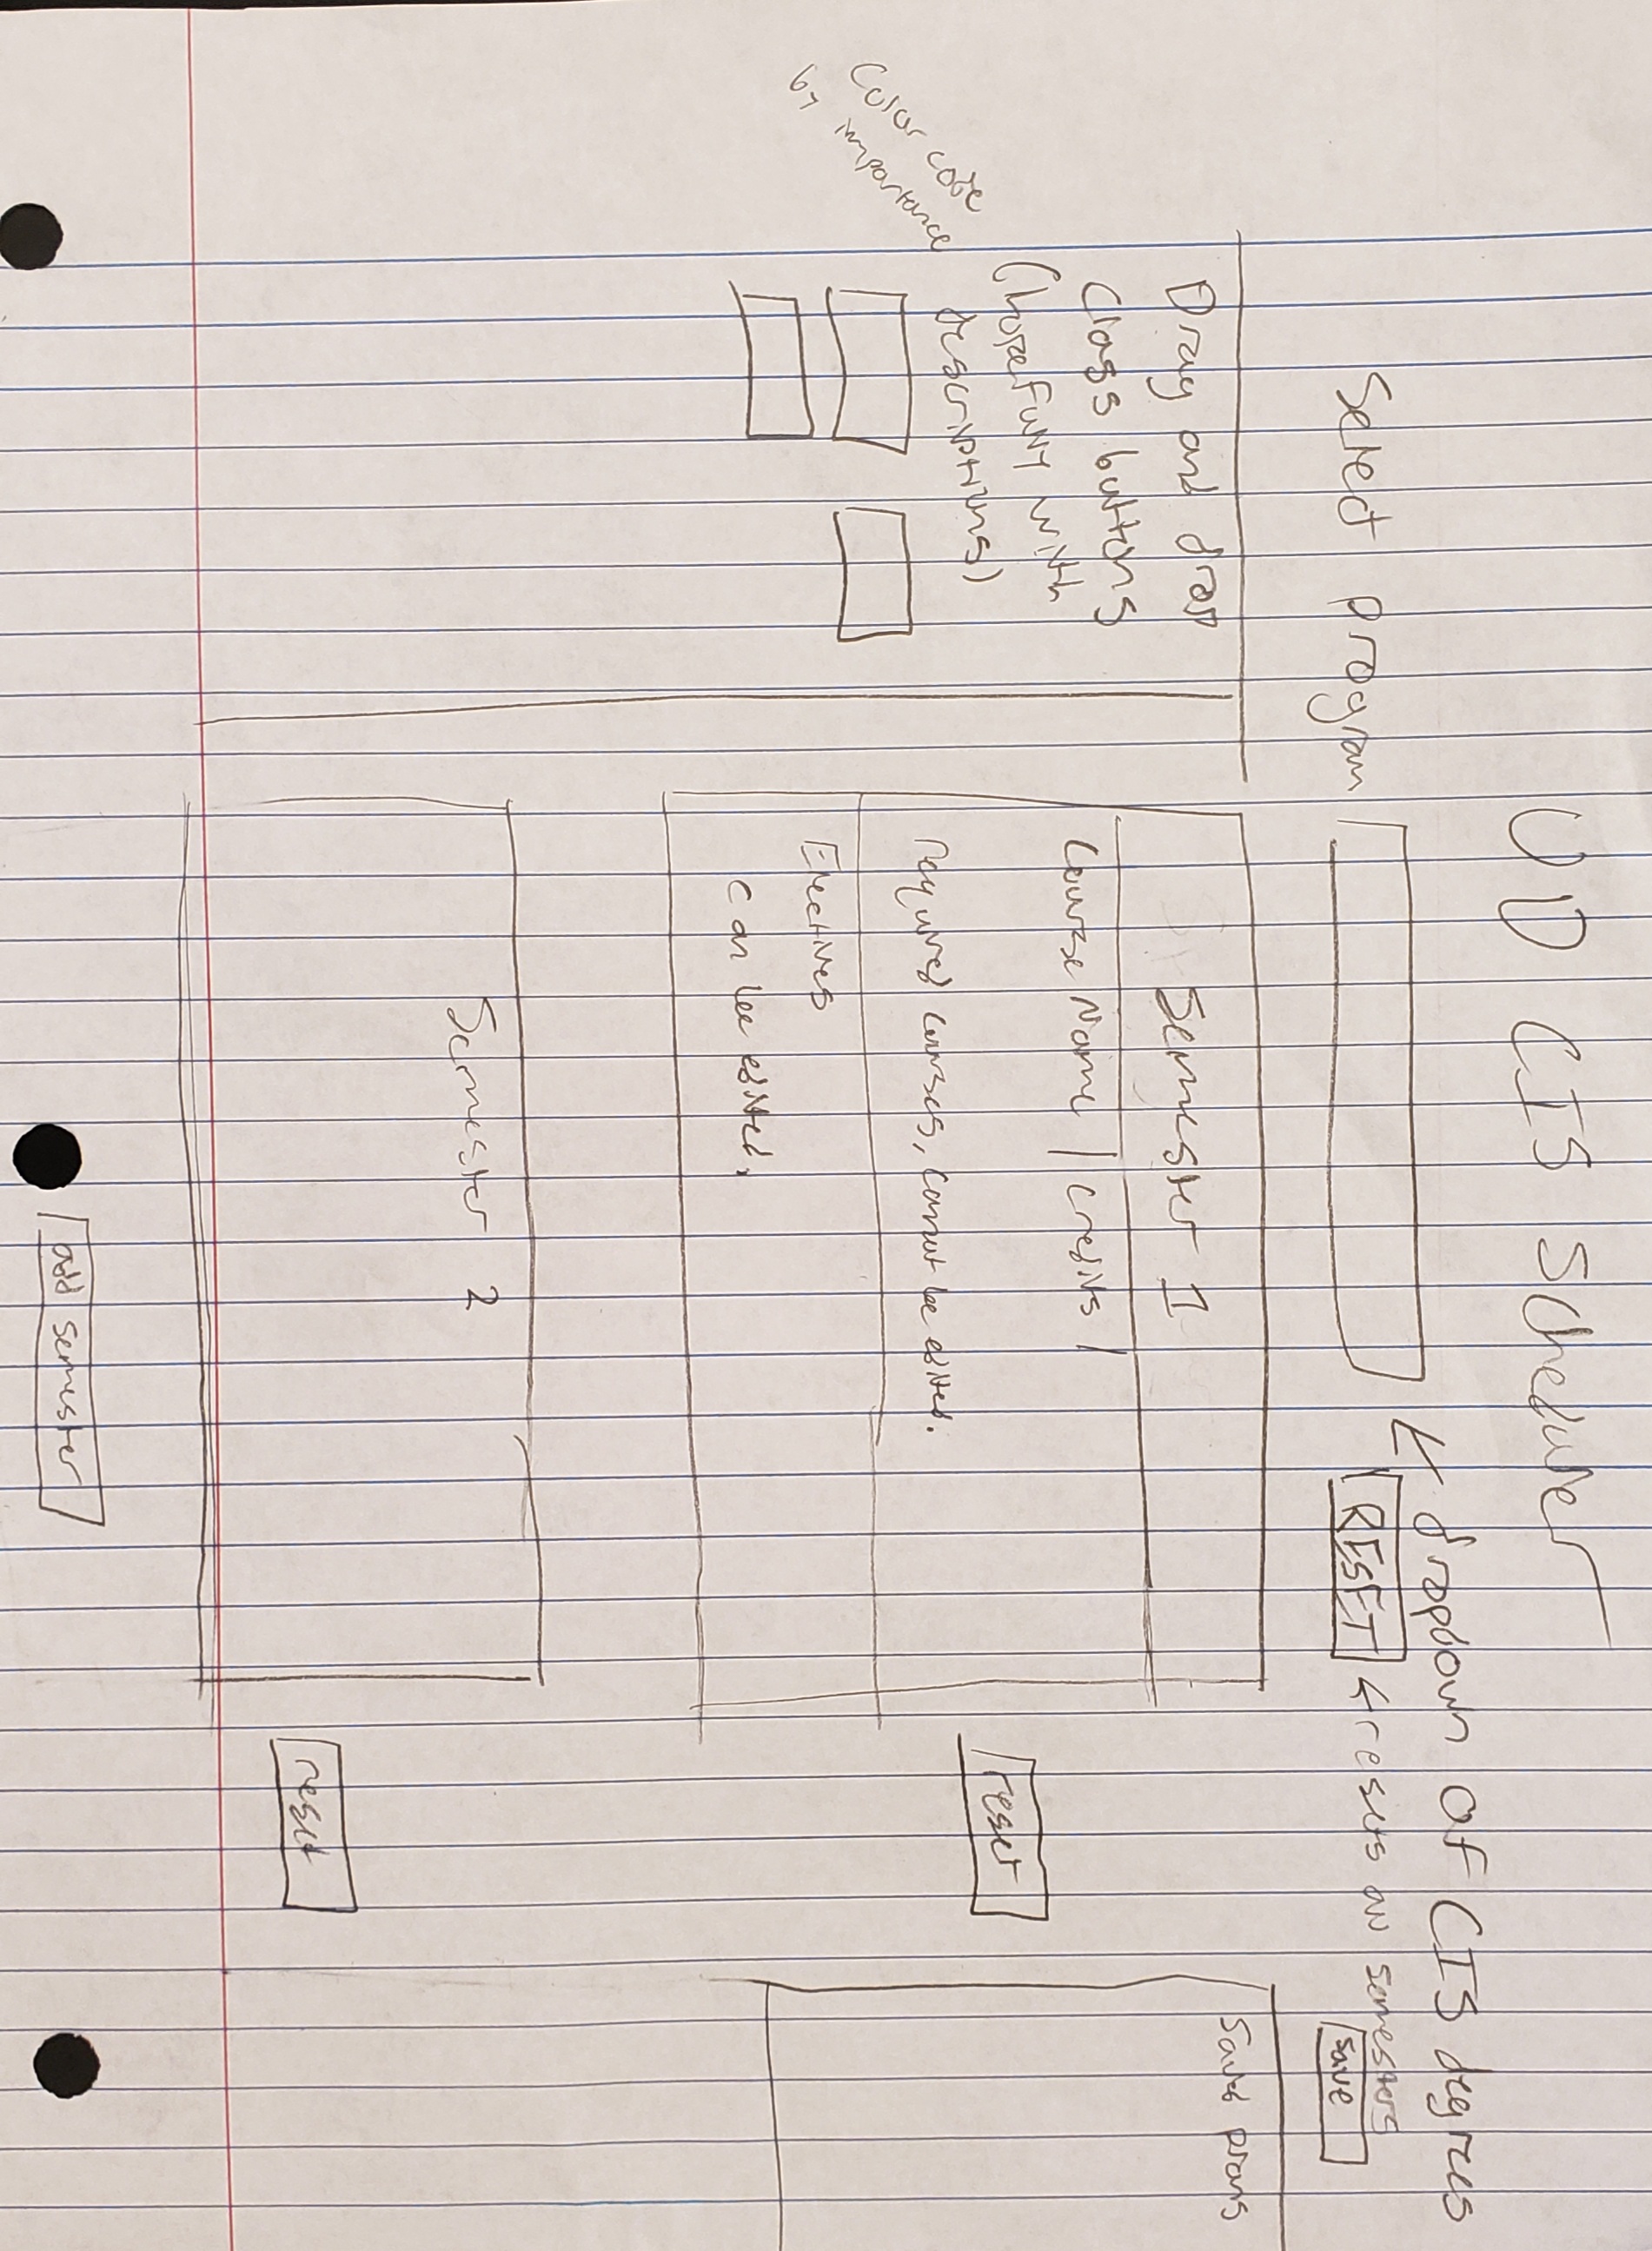 UD CIS Scheduler
Select program
← dropdown of CIS degrees
RESET ← resets all semesters
save
Drag and drop
Class buttons
(hopefully with
descriptions)
Color code
by importance
Semester 1
Course Name | Credits |
required courses, cannot be edited.
Electives
can be edited.
reset
Semester 2
reset
add semester
Saved plans